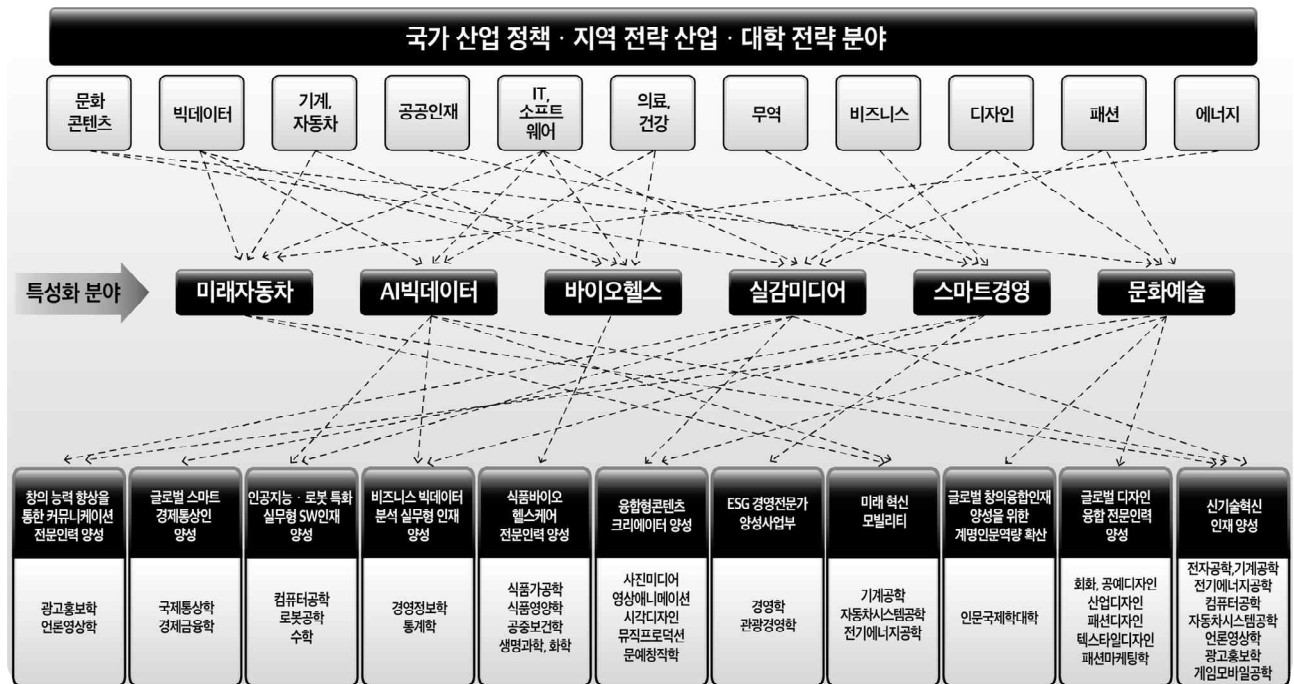 국가 산업 정책 · 지역 전략 산업 · 대학 전략 분야
문화
콘텐츠
빅데이터
기계,
자동차
공공인재
IT,
소프트
웨어
의료,
건강
무역
비즈니스
디자인
패션
에너지
특성화 분야
미래자동차
AI빅데이터
바이오헬스
실감미디어
스마트경영
문화예술
창의 능력 향상을
통한 커뮤니케이션
전문인력 양성
광고홍보학
언론영상학
글로벌 스마트
경제통상인
양성
국제통상학
경제금융학
인공지능 · 로봇 특화
실무형 SW인재
양성
컴퓨터공학
로봇공학
수학
비즈니스 빅데이터
분석 실무형 인재
양성
경영정보학
통계학
식품바이오
헬스케어
전문인력 양성
식품가공학
식품영양학
공중보건학
생명과학, 화학
융합형콘텐츠
크리에이터 양성
사진미디어
영상애니메이션
시각디자인
뮤직프로덕션
문예창작학
ESG 경영전문가
양성사업부
경영학
관광경영학
미래 혁신
모빌리티
기계공학
자동차시스템공학
전기에너지공학
글로벌 창의융합인재
양성을 위한
계명인문역량 확산
인문국제학대학
글로벌 디자인
융합 전문인력
양성
회화, 공예디자인
산업디자인
패션디자인
텍스타일디자인
패션마케팅학
신기술혁신
인재 양성
전자공학,기계공학
전기에너지공학
컴퓨터공학
자동차시스템공학
언론영상학
광고홍보학
게임모바일공학